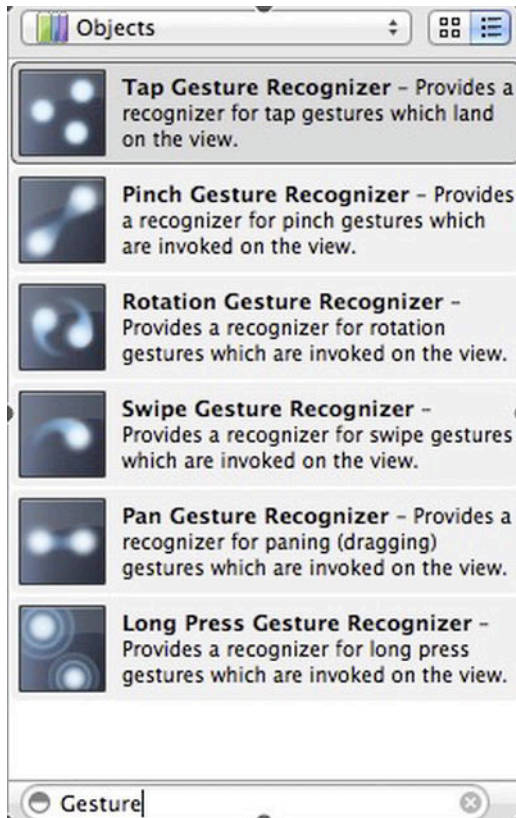 Objects
Tap Gesture Recognizer – Provides a
recognizer for tap gestures which land
on the view.
Pinch Gesture Recognizer – Provides
a recognizer for pinch gestures which
are invoked on the view.
Rotation Gesture Recognizer –
Provides a recognizer for rotation
gestures which are invoked on the view.
Swipe Gesture Recognizer –
Provides a recognizer for swipe gestures
which are invoked on the view.
Pan Gesture Recognizer – Provides a
recognizer for paning (dragging)
gestures which are invoked on the view.
Long Press Gesture Recognizer –
Provides a recognizer for long press
gestures which are invoked on the view.
Gesture